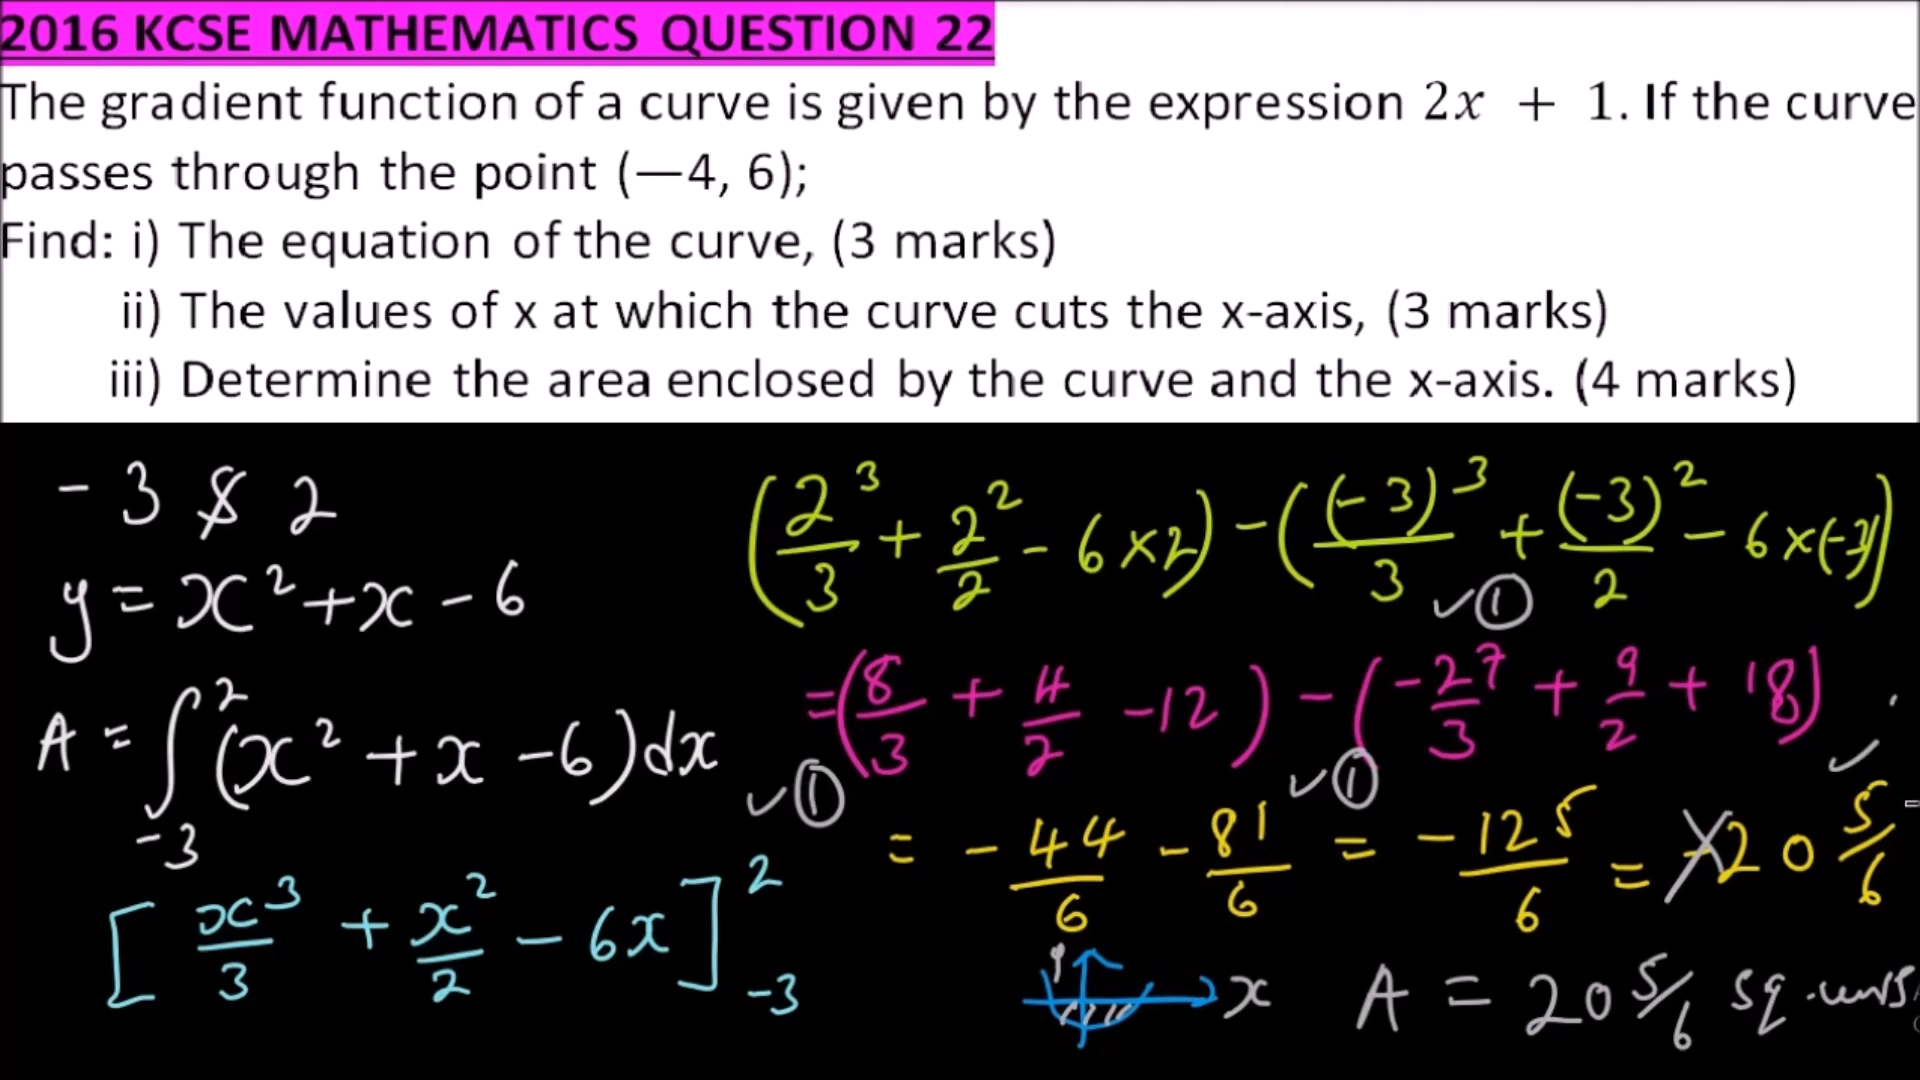 2016 KCSE MATHEMATICS QUESTION 22
The gradient function of a curve is given by the expression 2x + 1. If the curve
passes through the point (—4, 6);
Find: i) The equation of the curve, (3 marks)
ii) The values of x at which the curve cuts the x-axis, (3 marks)
iii) Determine the area enclosed by the curve and the x-axis. (4 marks)
-3 & 2
y = x² + x - 6
A = ∫₋₃² (x² + x - 6) dx
[x³/3 + x²/2 - 6x]₋₃²
(2³/3 + 2²/2 - 6×2) - ((-3)³/3 + (-3)²/2 - 6×(-3))
✓①
= (8/3 + 4/2 - 12) - (-27/3 + 9/2 + 18)
✓① ✓① ✓
= -44/6 - 81/6 = -125/6 = -20 5/6
x A = 20 5/6 sq. units